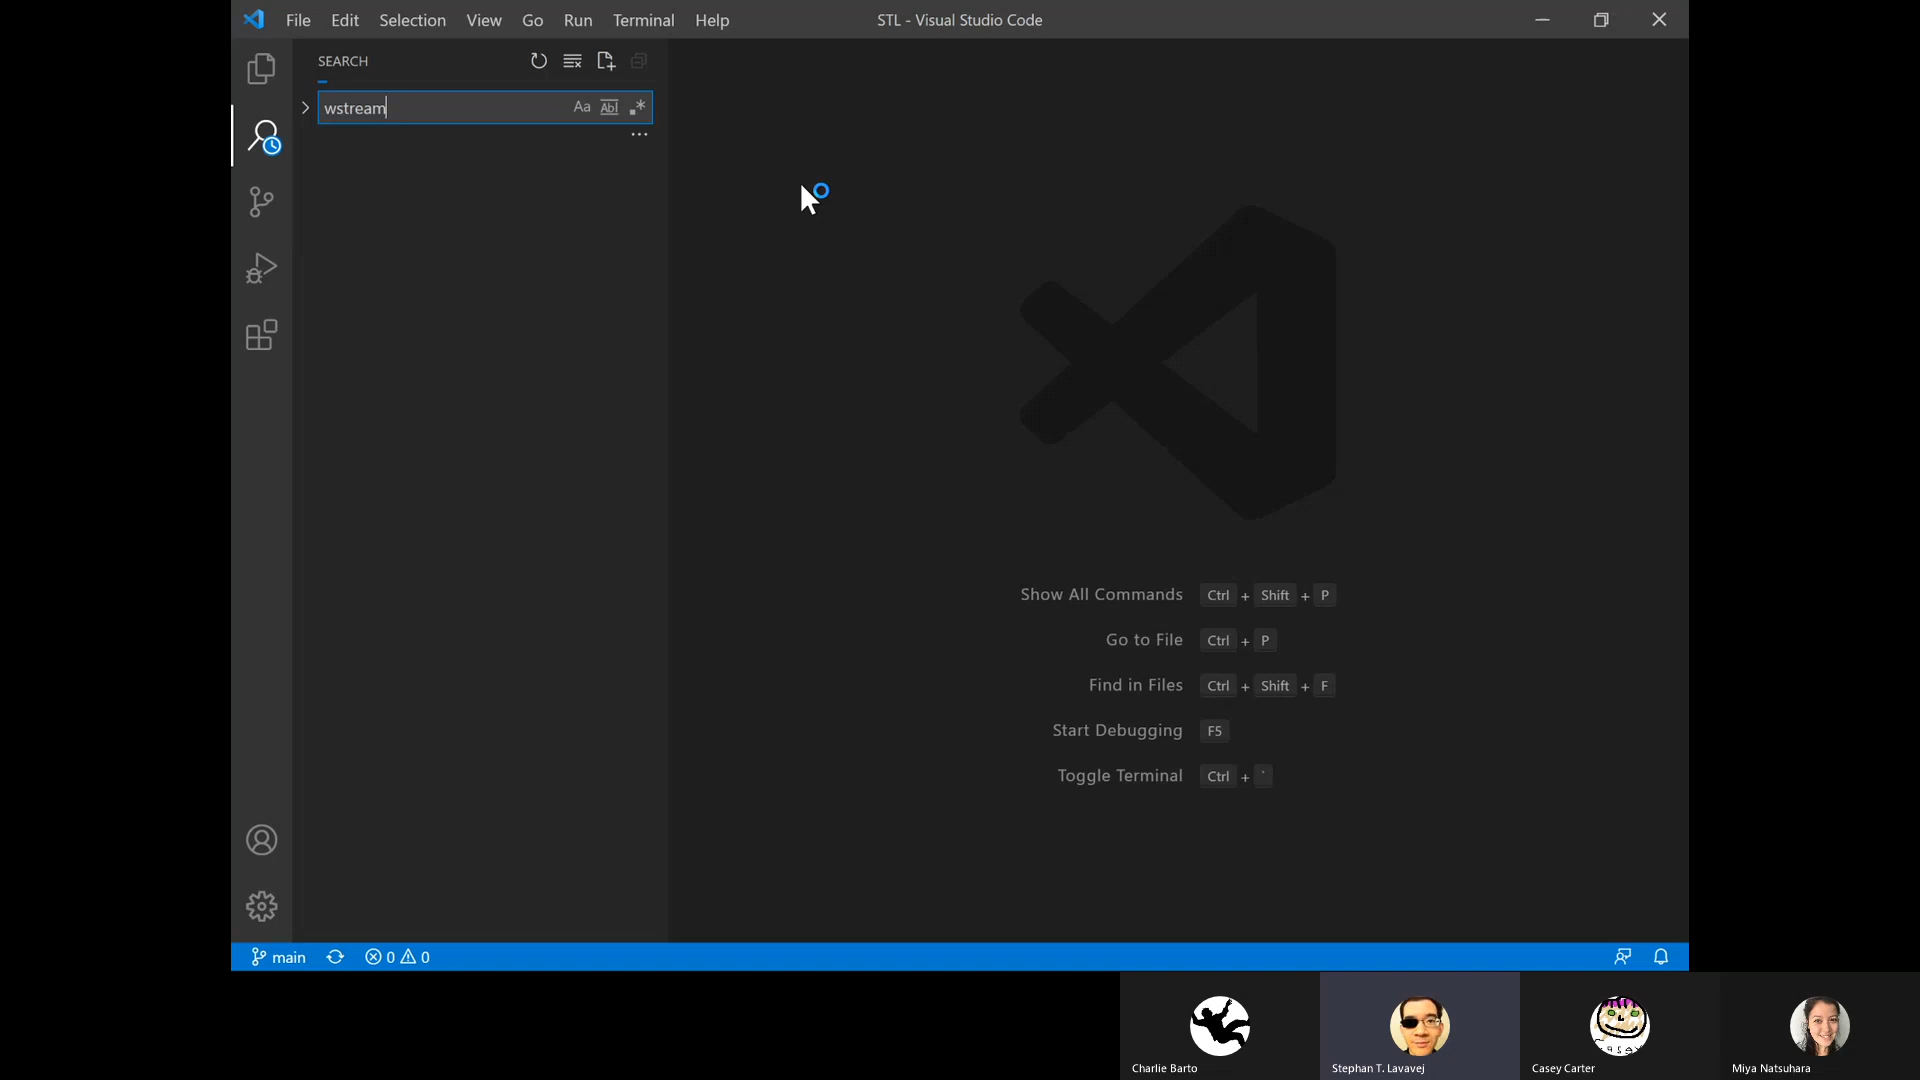 File Edit Selection View Go Run Terminal Help
STL - Visual Studio Code
SEARCH
wstream
Aa Abl .*
...
Show All Commands Ctrl + Shift + P
Go to File Ctrl + P
Find in Files Ctrl + Shift + F
Start Debugging F5
Toggle Terminal Ctrl + `
main 0 0
Charlie Barto
Stephan T. Lavavej
Casey Carter
Miya Natsuhara